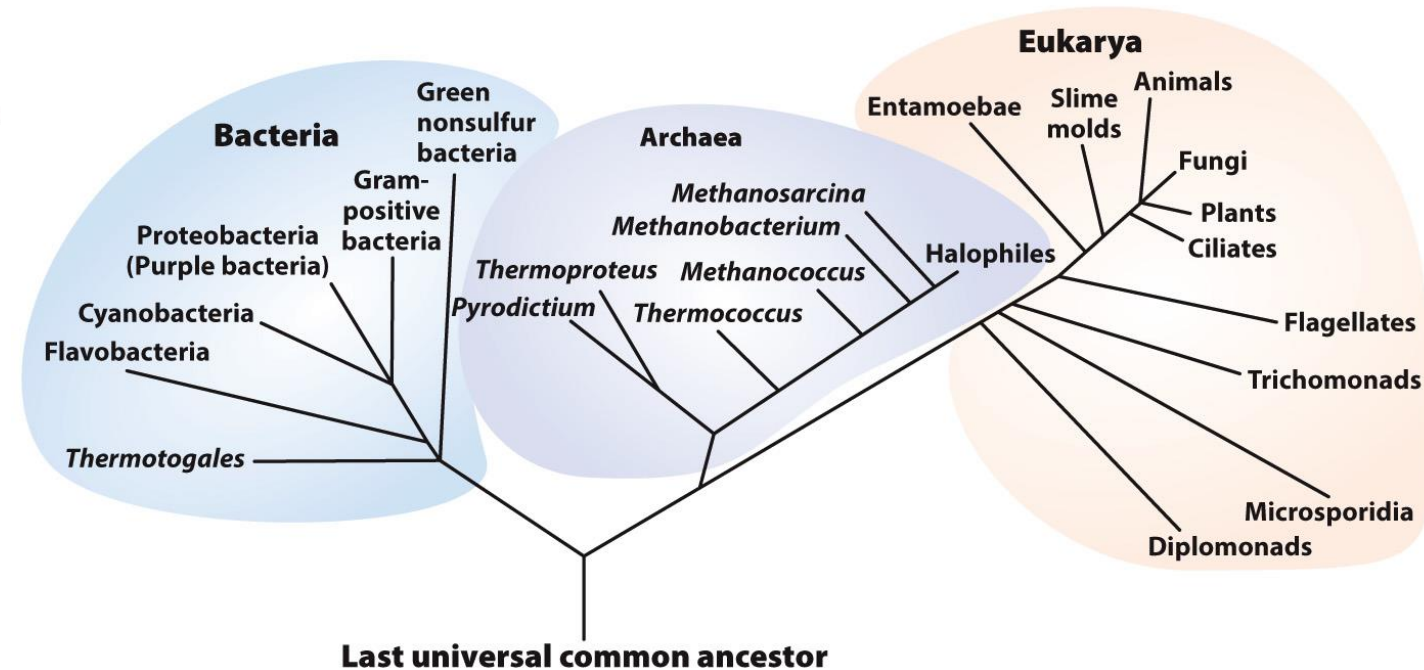 Bacteria
Green
nonsulfur
bacteria
Gram-
positive
bacteria
Proteobacteria
(Purple bacteria)
Cyanobacteria
Flavobacteria
Thermotogales
Archaea
Methanosarcina
Methanobacterium
Halophiles
Thermoproteus
Methanococcus
Pyrodictium
Thermococcus
Eukarya
Entamoebae
Slime
molds
Animals
Fungi
Plants
Ciliates
Flagellates
Trichomonads
Microsporidia
Diplomonads
Last universal common ancestor